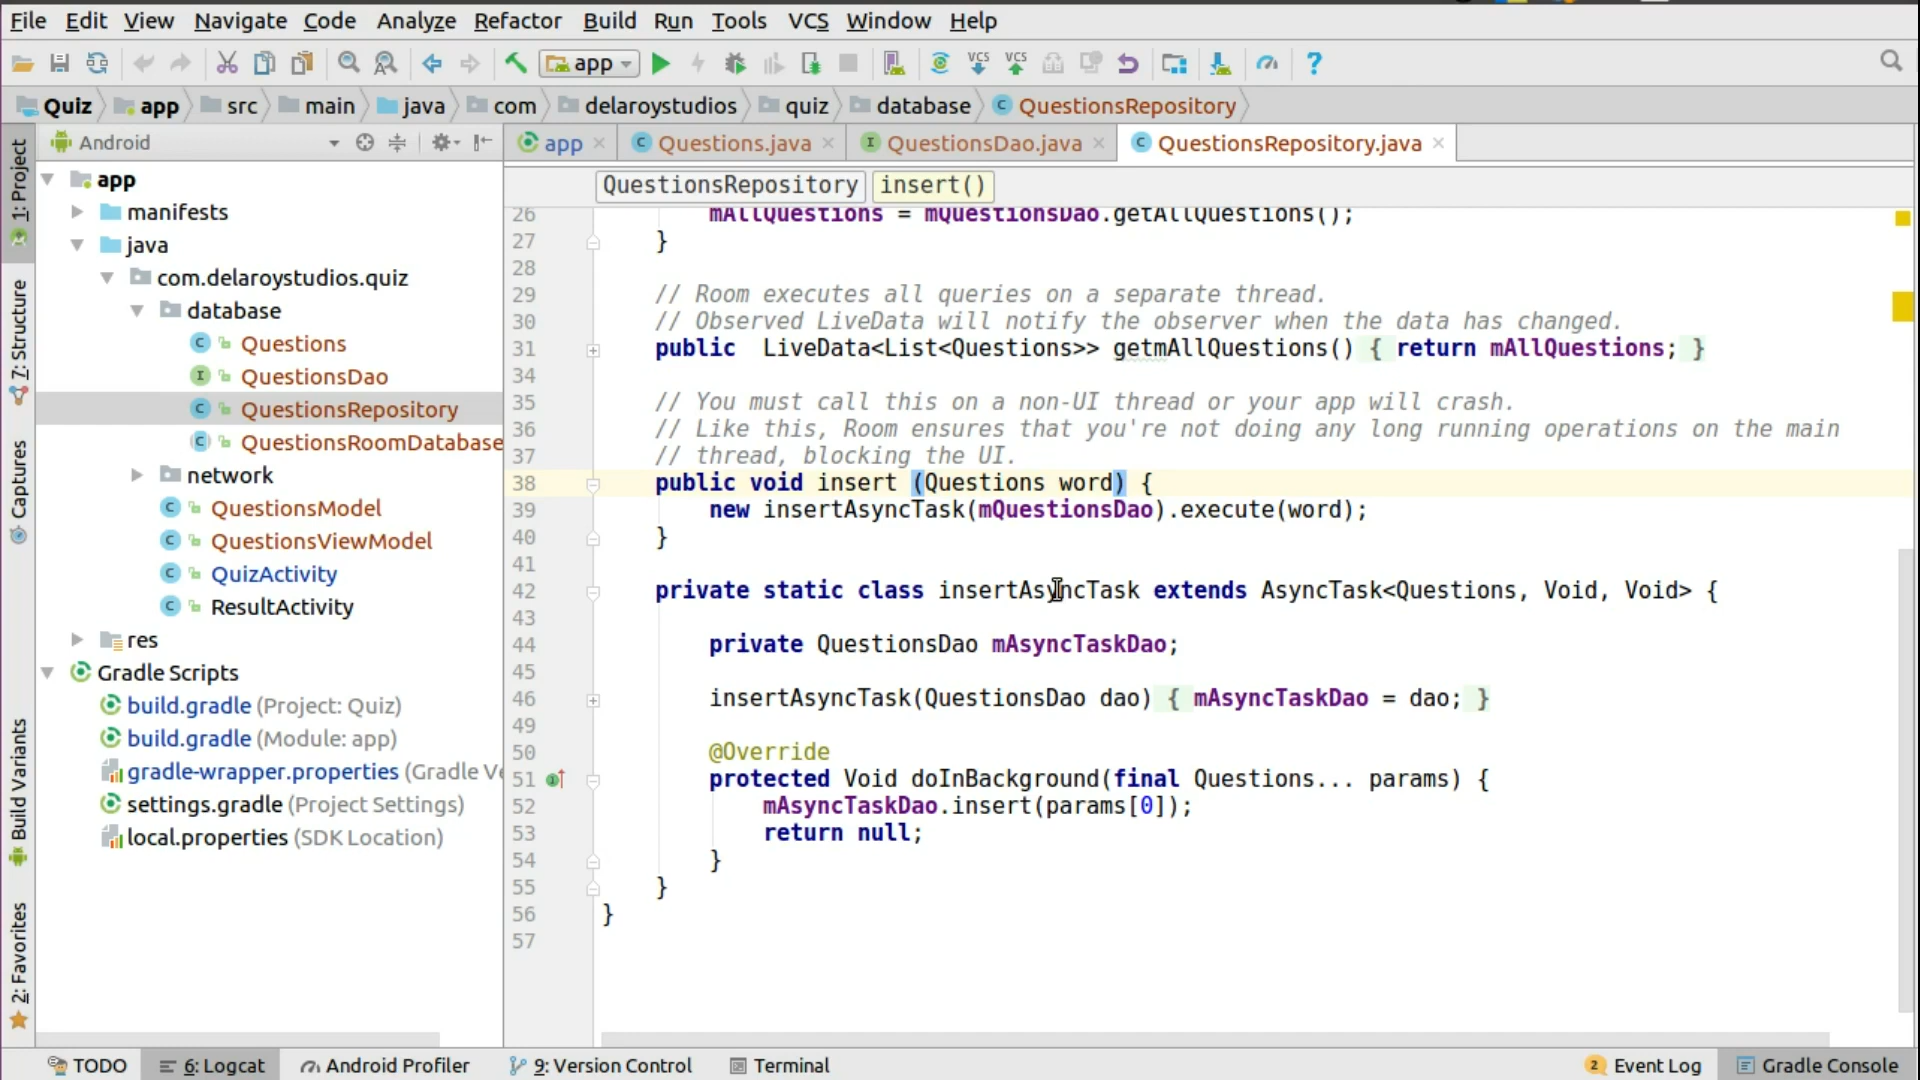 File Edit View Navigate Code Analyze Refactor Build Run Tools VCS Window Help
app VCS VCS ?
Quiz app src main java com delaroystudios quiz database QuestionsRepository
Android
app Questions.java QuestionsDao.java QuestionsRepository.java
QuestionsRepository insert()
1: Project
7: Structure
Captures
Build Variants
2: Favorites
app
manifests
java
com.delaroystudios.quiz
database
Questions
QuestionsDao
QuestionsRepository
QuestionsRoomDatabase
network
QuestionsModel
QuestionsViewModel
QuizActivity
ResultActivity
res
Gradle Scripts
build.gradle (Project: Quiz)
build.gradle (Module: app)
gradle-wrapper.properties (Gradle Ve
settings.gradle (Project Settings)
local.properties (SDK Location)
26 mAllQuestions = mQuestionsDao.getAllQuestions();
27 }
28
29 // Room executes all queries on a separate thread.
30 // Observed LiveData will notify the observer when the data has changed.
31 public LiveData<List<Questions>> getmAllQuestions() { return mAllQuestions; }
34
35 // You must call this on a non-UI thread or your app will crash.
36 // Like this, Room ensures that you're not doing any long running operations on the main
37 // thread, blocking the UI.
38 public void insert (Questions word) {
39 new insertAsyncTask(mQuestionsDao).execute(word);
40 }
41
42 private static class insertAsyncTask extends AsyncTask<Questions, Void, Void> {
43
44 private QuestionsDao mAsyncTaskDao;
45
46 insertAsyncTask(QuestionsDao dao) { mAsyncTaskDao = dao; }
49
50 @Override
51 protected Void doInBackground(final Questions... params) {
52 mAsyncTaskDao.insert(params[0]);
53 return null;
54 }
55 }
56 }
57
TODO 6: Logcat Android Profiler 9: Version Control Terminal 2 Event Log Gradle Console